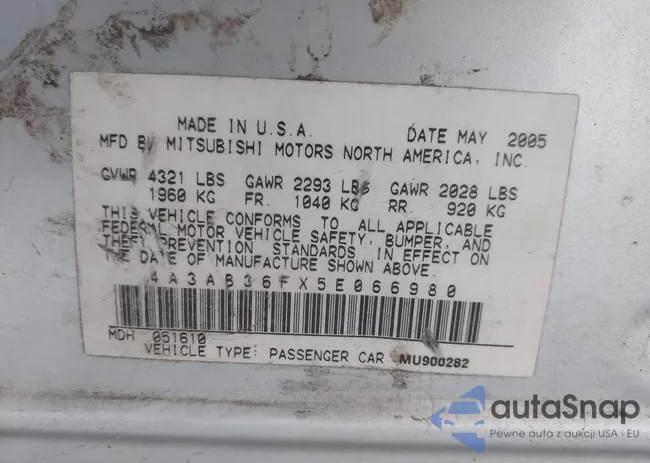 MADE IN U.S.A. DATE MAY 2005
MFD BY MITSUBISHI MOTORS NORTH AMERICA, INC.
GVWR 4321 LBS GAWR 2293 LBS GAWR 2028 LBS
1960 KG FR. 1040 KG RR 920 KG
THIS VEHICLE CONFORMS TO ALL APPLICABLE
FEDERAL MOTOR VEHICLE SAFETY, BUMPER, AND
THEFT PREVENTION STANDARDS IN EFFECT ON
THE DATE OF MANUFACTURE SHOWN ABOVE.
4A3AB36FX5E066980
MDH 051610
VEHICLE TYPE: PASSENGER CAR MU900282
autaSnap
Pewne auta z aukcji USA i EU